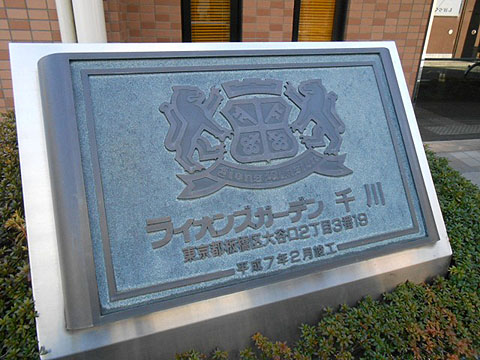 ライオンズガーデン 千川
東京都板橋区大谷口2丁目3番19
平成7年2月竣工